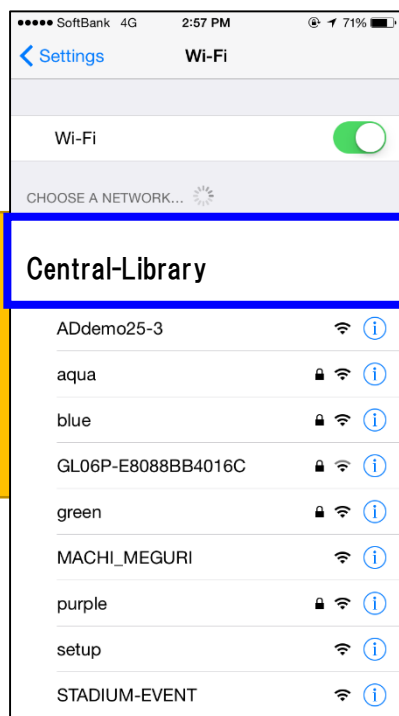 SoftBank 4G 2:57 PM 71%
Settings Wi-Fi
Wi-Fi
CHOOSE A NETWORK...
Central-Library
ADdemo25-3
aqua
blue
GL06P-E8088BB4016C
green
MACHI_MEGURI
purple
setup
STADIUM-EVENT